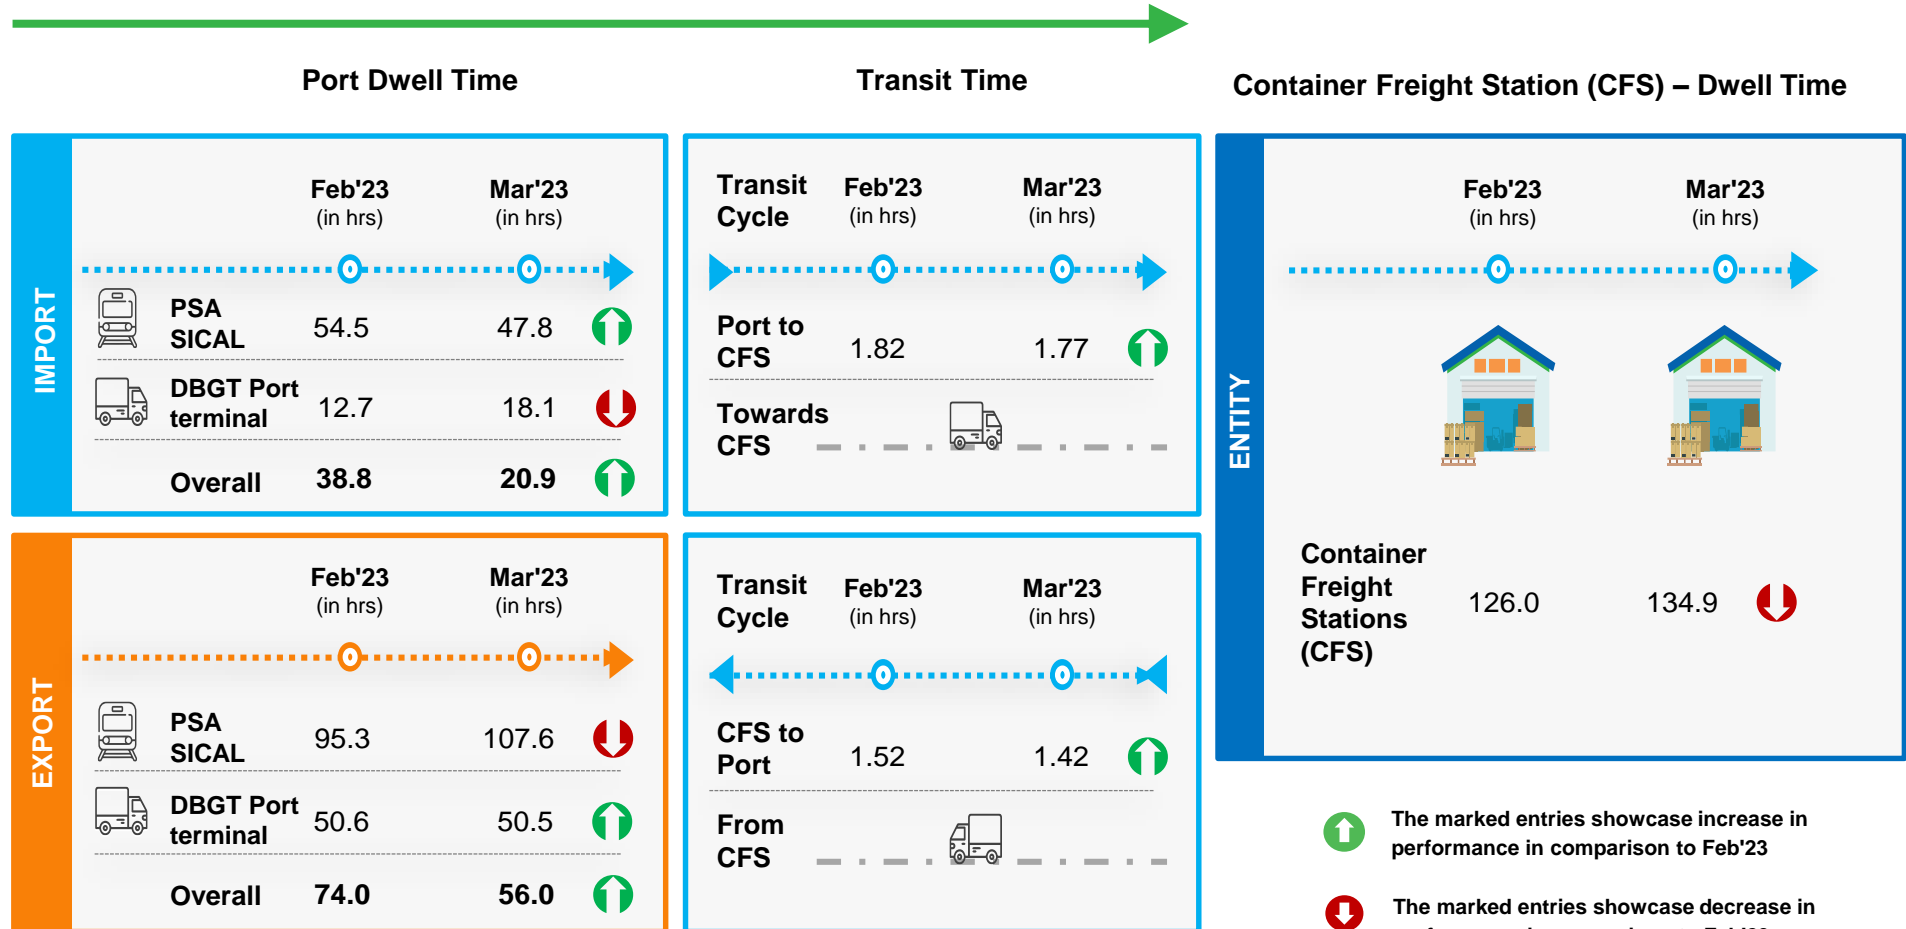 Port Dwell Time
Transit Time
Container Freight Station (CFS) – Dwell Time
IMPORT
Feb'23
(in hrs)
Mar'23
(in hrs)
PSA
SICAL
54.5
47.8
DBGT Port
terminal
12.7
18.1
Overall
38.8
20.9
Transit
Cycle
Feb'23
(in hrs)
Mar'23
(in hrs)
Port to
CFS
1.82
1.77
Towards
CFS
ENTITY
Feb'23
(in hrs)
Mar'23
(in hrs)
Container
Freight
Stations
(CFS)
126.0
134.9
EXPORT
Feb'23
(in hrs)
Mar'23
(in hrs)
PSA
SICAL
95.3
107.6
DBGT Port
terminal
50.6
50.5
Overall
74.0
56.0
Transit
Cycle
Feb'23
(in hrs)
Mar'23
(in hrs)
CFS to
Port
1.52
1.42
From
CFS
The marked entries showcase increase in
performance in comparison to Feb'23
The marked entries showcase decrease in